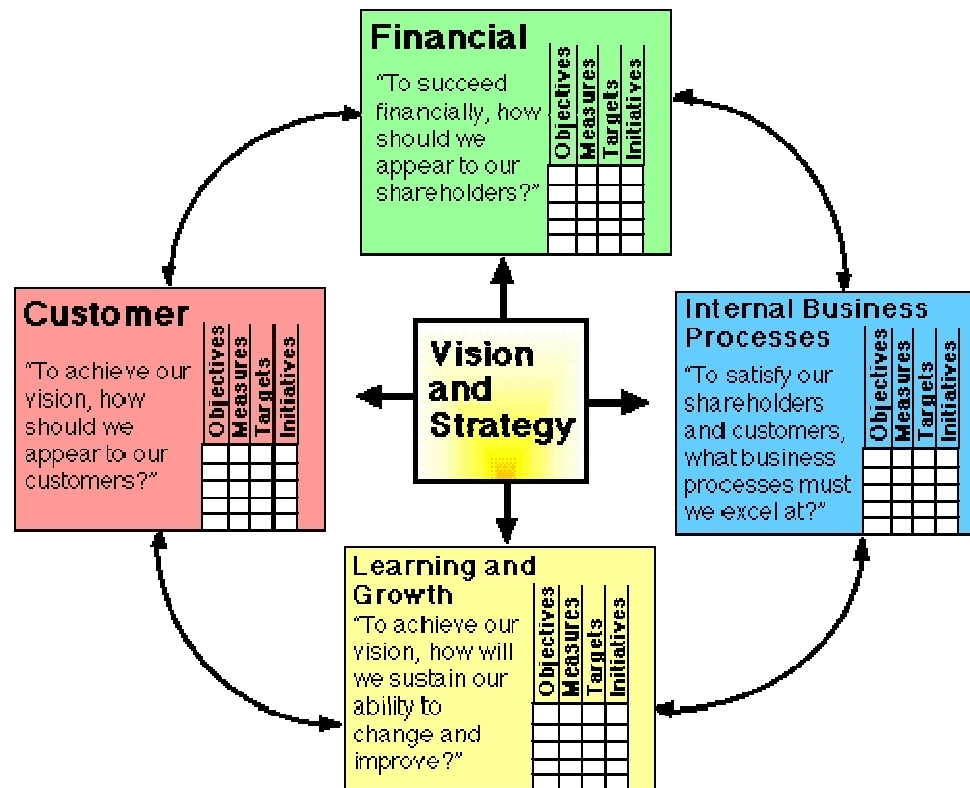 Financial
“To succeed
financially, how
should we
appear to our
shareholders?”
Objectives
Measures
Targets
Initiatives
Customer
“To achieve our
vision, how
should we
appear to our
customers?”
Objectives
Measures
Targets
Initiatives
Vision
and
Strategy
Internal Business
Processes
“To satisfy our
shareholders
and customers,
what business
processes must
we excel at?”
Objectives
Measures
Targets
Initiatives
Learning and
Growth
“To achieve our
vision, how will
we sustain our
ability to
change and
improve?”
Objectives
Measures
Targets
Initiatives